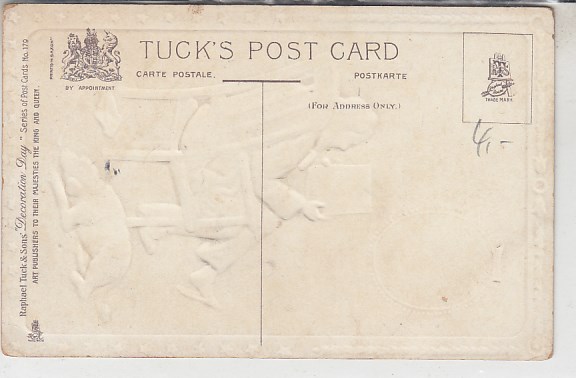 TUCK'S POST CARD
CARTE POSTALE.
POSTKARTE
(For Address Only.)
BY APPOINTMENT
TRADE MARK
4,-
Raphael Tuck & Sons' "Decoration Day" Series of Post Cards No. 179.
ART PUBLISHERS TO THEIR MAJESTIES THE KING AND QUEEN.